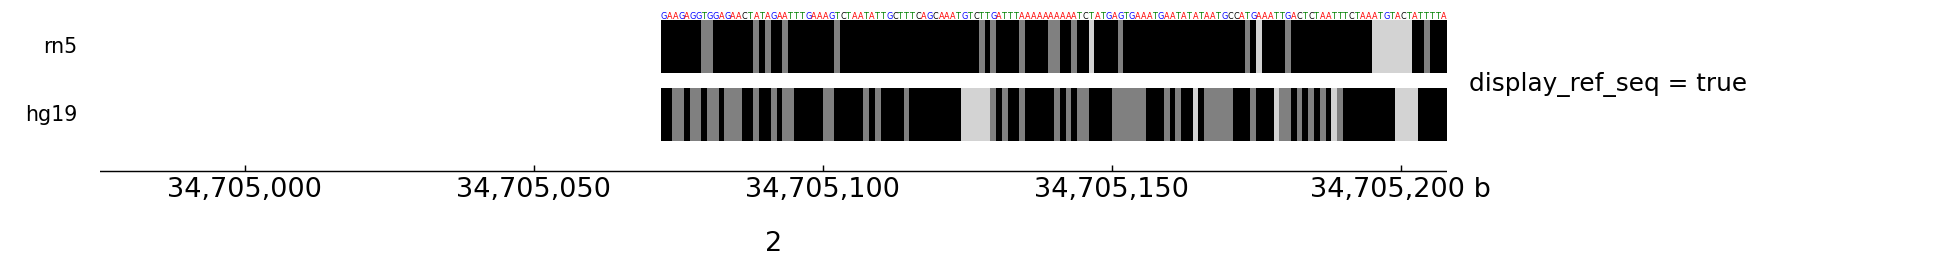 GAAGAGGTGGAGAACTATAGAATTTGAAAGTCTAATATTGCTTTCAGCAAATGTCTTGATTTAAAAAAAAAATCTATGAGTGAAATGAATATATAATGCCATGAAATTGACTCTAATTTCTAAATGTACTATTTTA
rn5
display_ref_seq = true
hg19
34,705,000 34,705,050 34,705,100 34,705,150 34,705,200 b
2